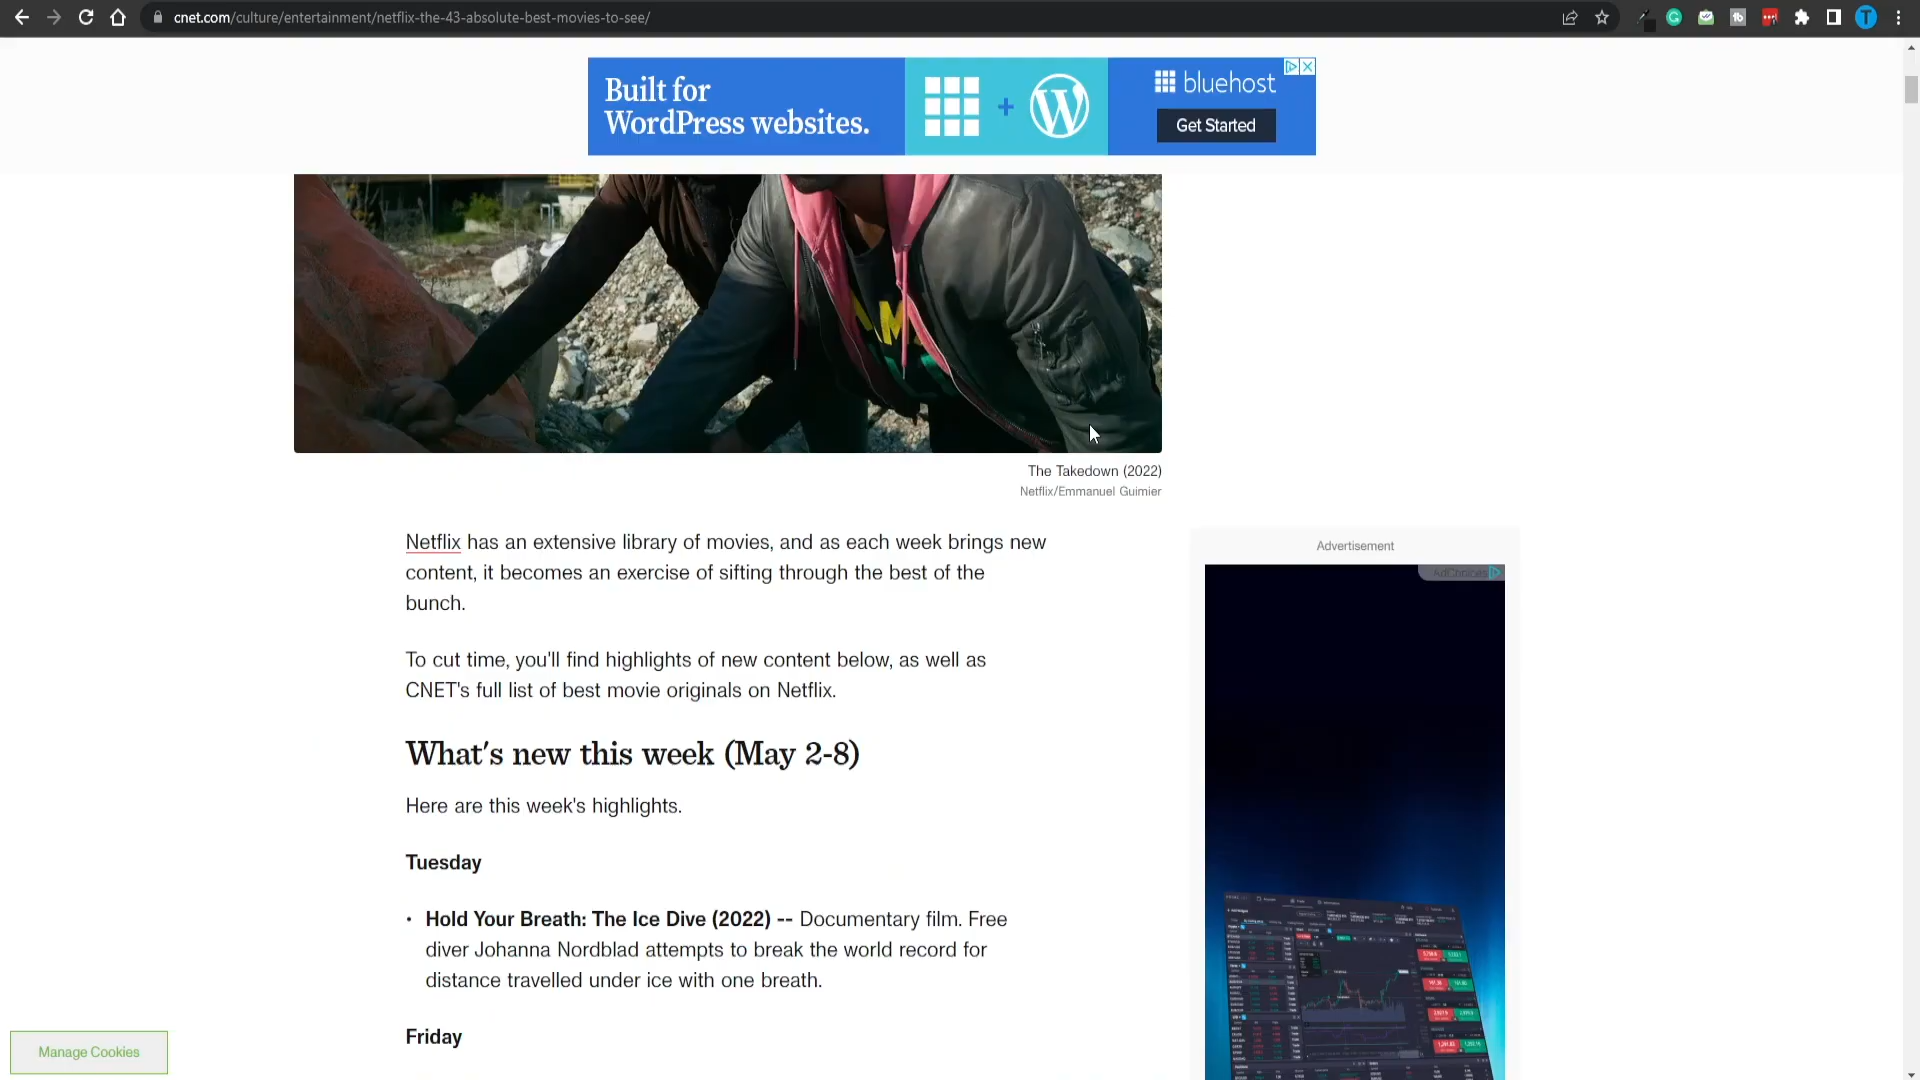 cnet.com/culture/entertainment/netflix-the-43-absolute-best-movies-to-see/
T
Built for
WordPress websites.
+
bluehost
Get Started
The Takedown (2022)
Netflix/Emmanuel Guimier
Netflix has an extensive library of movies, and as each week brings new
content, it becomes an exercise of sifting through the best of the
bunch.
To cut time, you'll find highlights of new content below, as well as
CNET's full list of best movie originals on Netflix.
What's new this week (May 2-8)
Here are this week's highlights.
Tuesday
• Hold Your Breath: The Ice Dive (2022) -- Documentary film. Free
diver Johanna Nordblad attempts to break the world record for
distance travelled under ice with one breath.
Friday
Advertisement
AdChoices
Manage Cookies